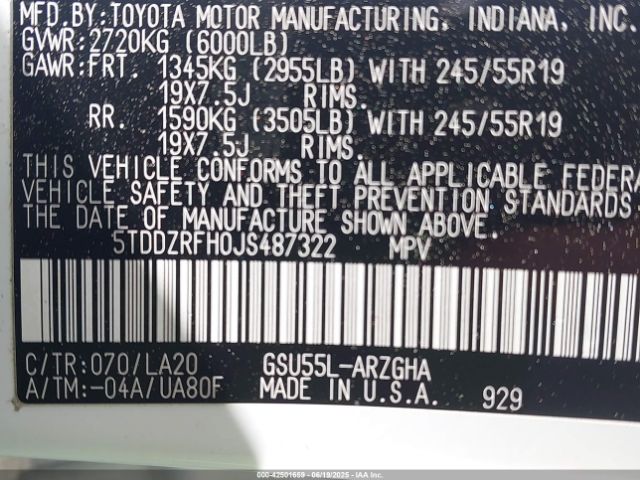 MFD.BY:TOYOTA MOTOR MANUFACTURING, INDIANA, INC.
GVWR:2720KG (6000LB)
GAWR:FRT. 1345KG (2955LB) WITH 245/55R19
19X7.5J RIMS.
RR. 1590KG (3505LB) WITH 245/55R19
19X7.5J RIMS.
THIS VEHICLE CONFORMS TO ALL APPLICABLE FEDERA
VEHICLE SAFETY AND THEFT PREVENTION STANDARDS
THE DATE OF MANUFACTURE SHOWN ABOVE.
5TDDZRFH0JS487322 MPV
C/TR:070/LA20 GSU55L-ARZGHA
A/TM:-04A/UA80F MADE IN U.S.A. 929
000-42501659 - 06/19/2025 - IAAI.COM